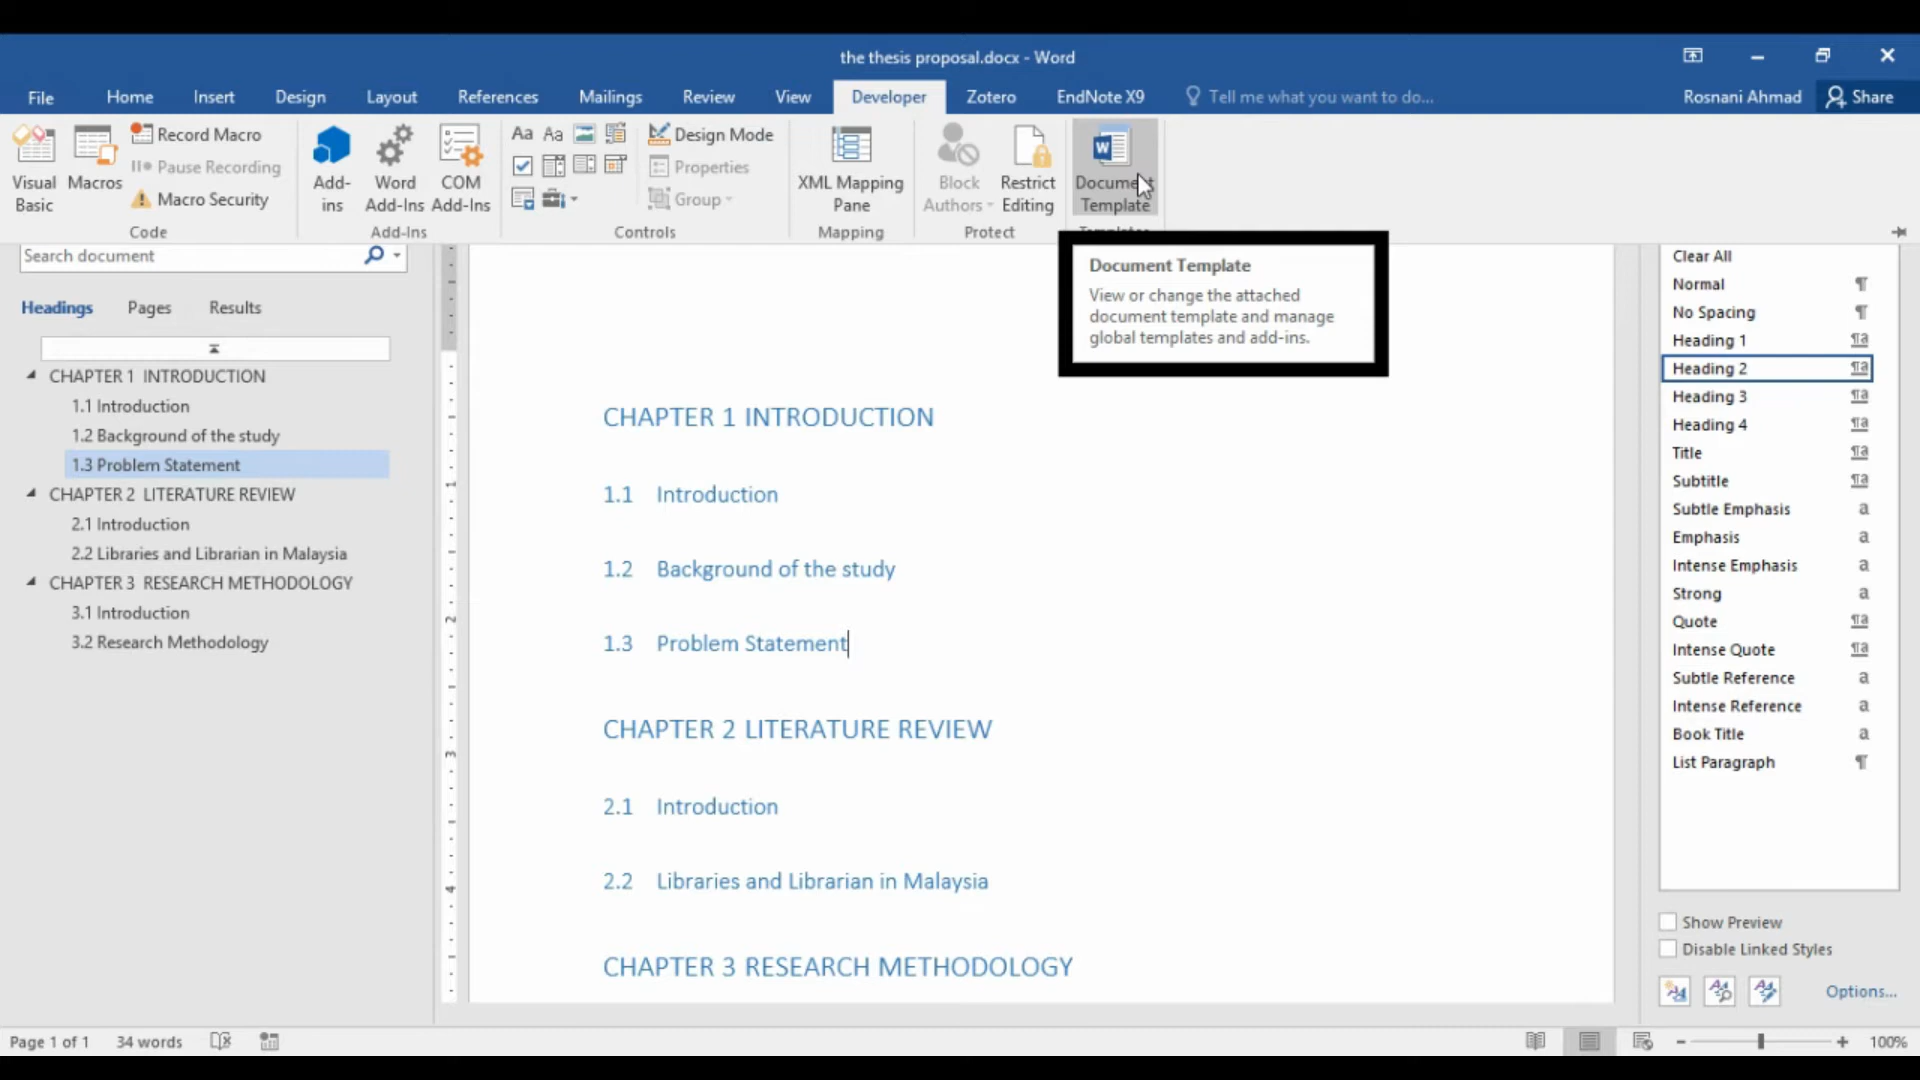 the thesis proposal.docx - Word
File Home Insert Design Layout References Mailings Review View Developer Zotero EndNote X9 Tell me what you want to do... Rosnani Ahmad Share
Visual Basic
Macros
Record Macro
Pause Recording
Macro Security
Code
Add-ins
Word Add-Ins
COM Add-Ins
Add-Ins
Aa Aa
Design Mode
Properties
Group
Controls
XML Mapping Pane
Mapping
Block Authors
Restrict Editing
Protect
Document Template
Templates
Document Template
View or change the attached
document template and manage
global templates and add-ins.
Search document
Headings Pages Results
CHAPTER 1 INTRODUCTION
1.1 Introduction
1.2 Background of the study
1.3 Problem Statement
CHAPTER 2 LITERATURE REVIEW
2.1 Introduction
2.2 Libraries and Librarian in Malaysia
CHAPTER 3 RESEARCH METHODOLOGY
3.1 Introduction
3.2 Research Methodology
1
2
3
4
CHAPTER 1 INTRODUCTION
1.1 Introduction
1.2 Background of the study
1.3 Problem Statement
CHAPTER 2 LITERATURE REVIEW
2.1 Introduction
2.2 Libraries and Librarian in Malaysia
CHAPTER 3 RESEARCH METHODOLOGY
Clear All
Normal ¶
No Spacing ¶
Heading 1 ¶a
Heading 2 ¶a
Heading 3 ¶a
Heading 4 ¶a
Title ¶a
Subtitle ¶a
Subtle Emphasis a
Emphasis a
Intense Emphasis a
Strong a
Quote ¶a
Intense Quote ¶a
Subtle Reference a
Intense Reference a
Book Title a
List Paragraph ¶
Show Preview
Disable Linked Styles
Options...
Page 1 of 1 34 words 100%